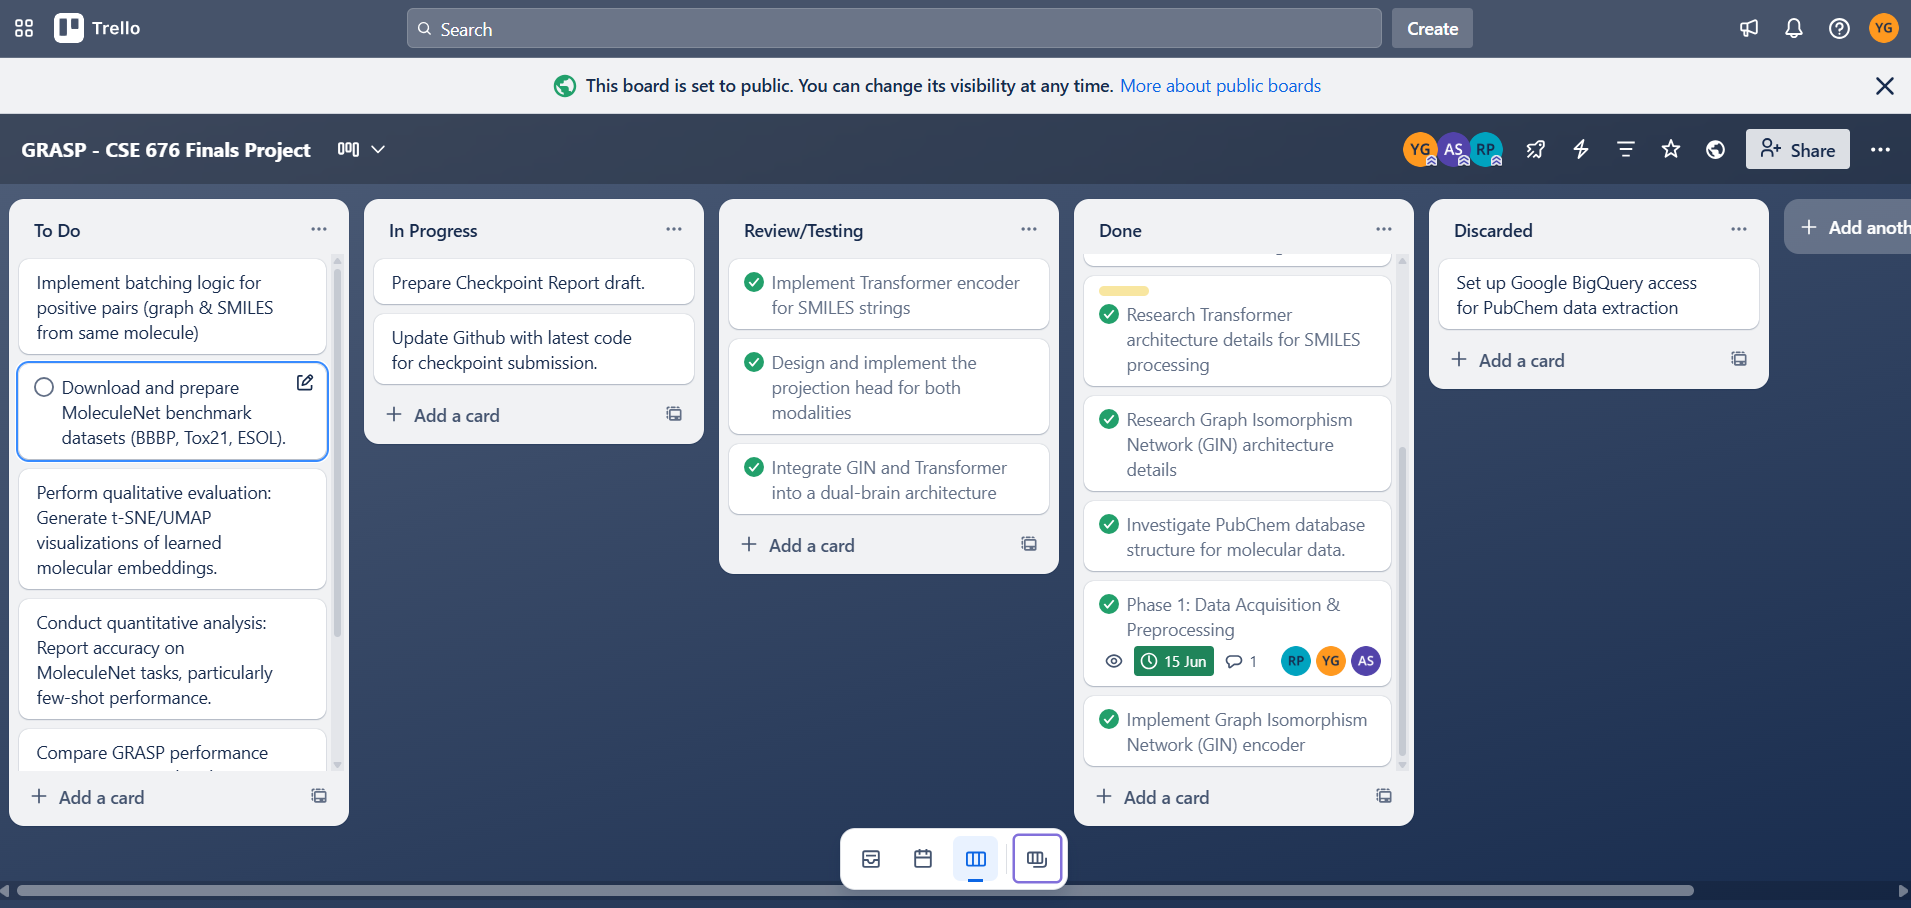 Trello
Search
Create
YG
This board is set to public. You can change its visibility at any time. More about public boards
GRASP - CSE 676 Finals Project
YG
AS
RP
Share
To Do
Implement batching logic for
positive pairs (graph & SMILES
from same molecule)
Download and prepare
MoleculeNet benchmark
datasets (BBBP, Tox21, ESOL).
Perform qualitative evaluation:
Generate t-SNE/UMAP
visualizations of learned
molecular embeddings.
Conduct quantitative analysis:
Report accuracy on
MoleculeNet tasks, particularly
few-shot performance.
Compare GRASP performance
Add a card
In Progress
Prepare Checkpoint Report draft.
Update Github with latest code
for checkpoint submission.
Add a card
Review/Testing
Implement Transformer encoder
for SMILES strings
Design and implement the
projection head for both
modalities
Integrate GIN and Transformer
into a dual-brain architecture
Add a card
Done
Research Transformer
architecture details for SMILES
processing
Research Graph Isomorphism
Network (GIN) architecture
details
Investigate PubChem database
structure for molecular data.
Phase 1: Data Acquisition &
Preprocessing
15 Jun
1
RP
YG
AS
Implement Graph Isomorphism
Network (GIN) encoder
Add a card
Discarded
Set up Google BigQuery access
for PubChem data extraction
Add a card
Add anoth